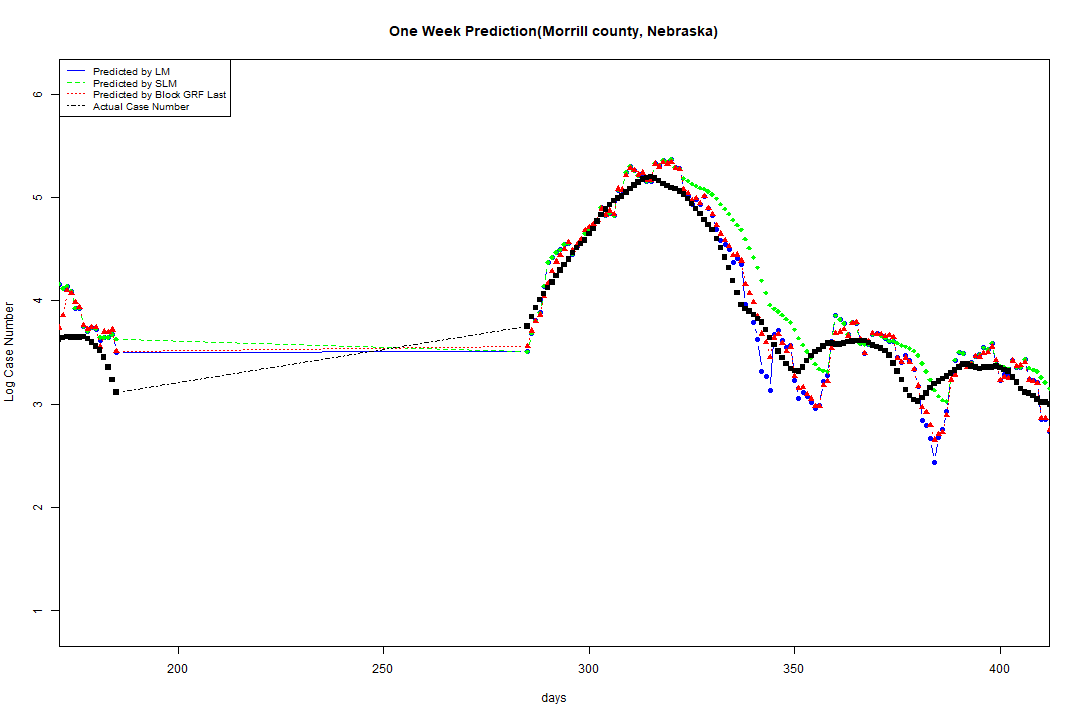 One Week Prediction(Morrill county, Nebraska)
Predicted by LM
Predicted by SLM
Predicted by Block GRF Last
Actual Case Number
6
5
4
3
2
1
Log Case Number
200 250 300 350 400
days